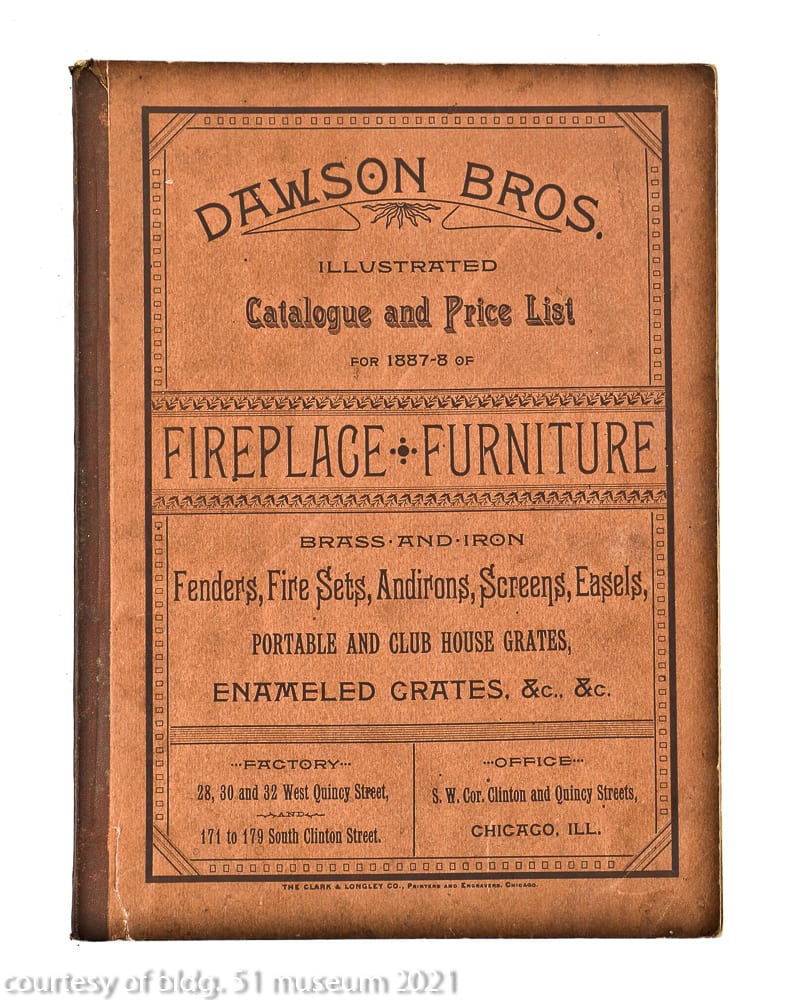 DAWSON BROS.
ILLUSTRATED
Catalogue and Price List
FOR 1887-8 OF
FIREPLACE FURNITURE
BRASS·AND·IRON
Fenders, Fire Sets, Andirons, Screens, Easels,
PORTABLE AND CLUB HOUSE GRATES,
ENAMELED GRATES, &C., &C.
···FACTORY···
28, 30 and 32 West Quincy Street,
AND
171 to 179 South Clinton Street.
···OFFICE···
S. W. Cor. Clinton and Quincy Streets,
CHICAGO, ILL.
THE CLARK & LONGLEY CO., PRINTERS AND ENGRAVERS, CHICAGO.
courtesy of bldg. 51 museum 2021